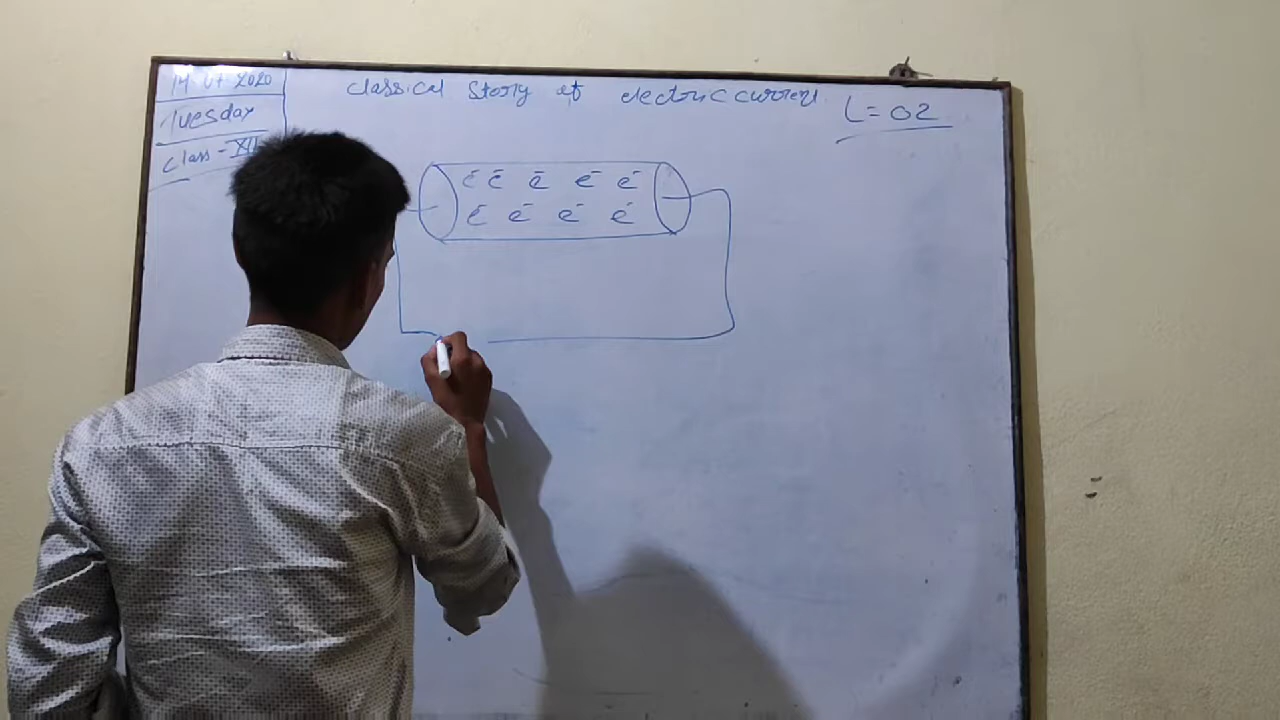 14-07-2020
Tuesday
Class - XII
Classical Story of electric current
L = 02
e⁻ e⁻ e⁻ e⁻ e⁻
e⁻ e⁻ e⁻ e⁻